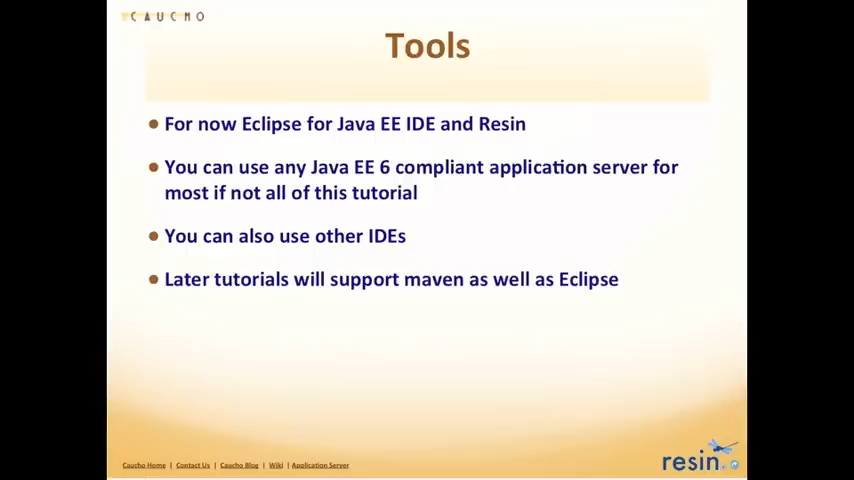 CAUCHO
Tools
For now Eclipse for Java EE IDE and Resin
You can use any Java EE 6 compliant application server for
most if not all of this tutorial
You can also use other IDEs
Later tutorials will support maven as well as Eclipse
Caucho Home | Contact Us | Caucho Blog | Wiki | Application Server
resin